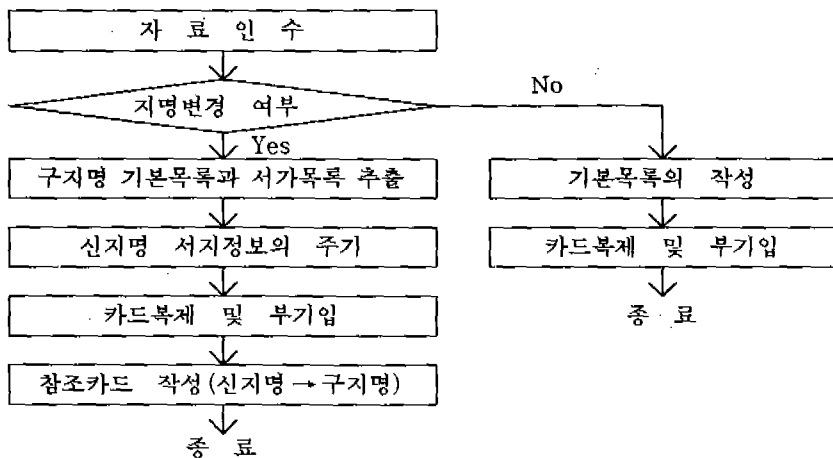 자 료 인 수
지명변경 여부
No
Yes
구지명 기본목록과 서가목록 추출
기본목록의 작성
신지명 서지정보의 주기
카드복제 및 부기입
카드복제 및 부기입
종 료
참조카드 작성(신지명→구지명)
종 료